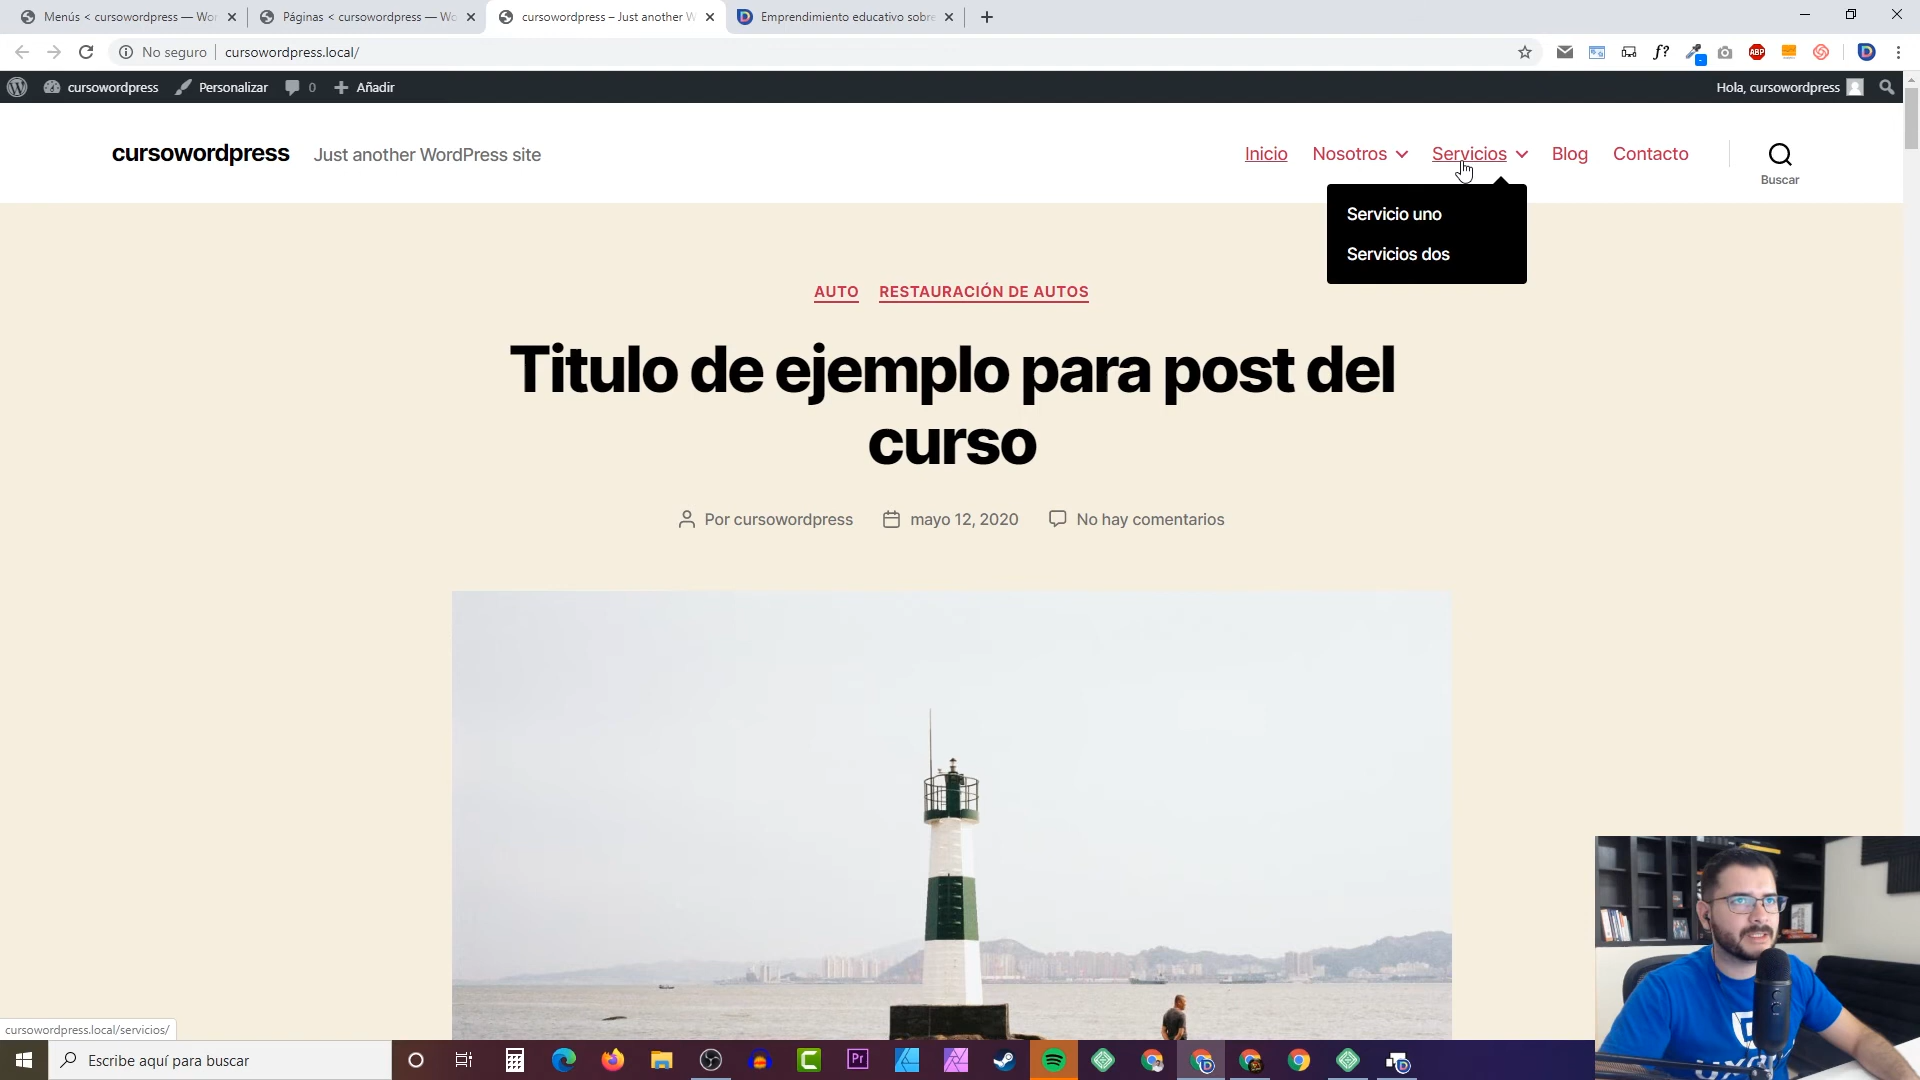 Menús < cursowordpress — Wor
Páginas < cursowordpress — Wo
cursowordpress – Just another W
Emprendimiento educativo sobre
No seguro
cursowordpress.local/
f?
ABP
cursowordpress
Personalizar
0
Añadir
Hola, cursowordpress
cursowordpress
Just another WordPress site
Inicio
Nosotros
Servicios
Blog
Contacto
Buscar
Servicio uno
Servicios dos
AUTO
RESTAURACIÓN DE AUTOS
Titulo de ejemplo para post del
curso
Por cursowordpress
mayo 12, 2020
No hay comentarios
cursowordpress.local/servicios/
Escribe aquí para buscar
Pr